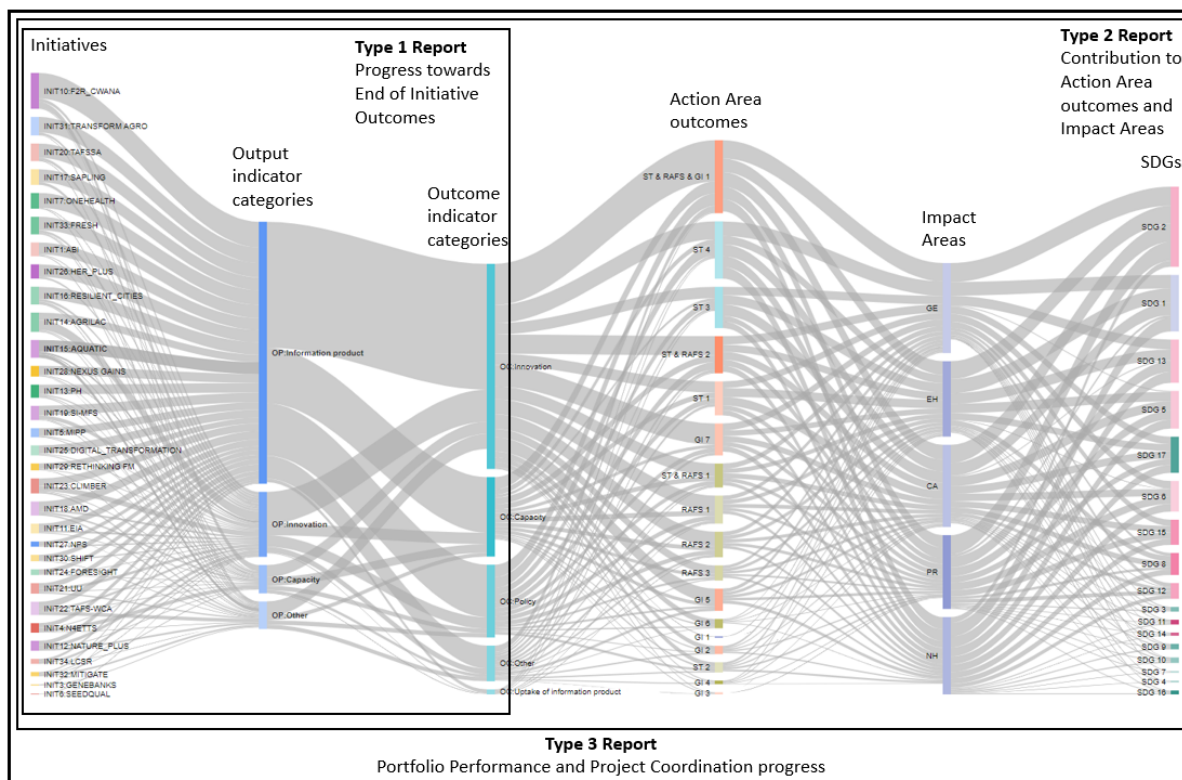 Initiatives
INIT10:F2R_CWANA
INIT31:TRANSFORM AGRO
INIT20:TAFSSA
INIT17:SAPLING
INIT7:ONEHEALTH
INIT33:FRESH
INIT1:ABI
INIT26:HER_PLUS
INIT16:RESILIENT_CITIES
INIT14:AGRILAC
INIT15:AQUATIC
INIT28:NEXUS GAINS
INIT13:PH
INIT19:SI-MFS
INIT5:MIPP
INIT25:DIGITAL_TRANSFORMATION
INIT29:RETHINKING FM
INIT23:CLIMBER
INIT18:AMD
INIT11:EIA
INIT27:NPS
INIT30:SHIFT
INIT24:FORESIGHT
INIT21:UU
INIT22:TAFS-WCA
INIT4:N4ETTS
INIT12:NATURE_PLUS
INIT34:LCSR
INIT32:MITIGATE
INIT3:GENEBANKS
INIT6:SEEDQUAL
Type 1 Report
Progress towards
End of Initiative
Outcomes
Output
indicator
categories
OP:Information product
OP:Innovation
OP:Capacity
OP:Other
Outcome
indicator
categories
OC:Innovation
OC:Capacity
OC:Policy
OC:Other
OC:Uptake of information product
Action Area
outcomes
ST & RAFS & GI 1
ST 4
ST 3
ST & RAFS 2
ST 1
GI 7
ST & RAFS 1
RAFS 1
RAFS 2
RAFS 3
GI 5
GI 6
GI 1
GI 2
ST 2
GI 4
GI 3
Impact
Areas
GE
EH
CA
PR
NH
Type 2 Report
Contribution to
Action Area
outcomes and
Impact Areas
SDGs
SDG 2
SDG 1
SDG 13
SDG 5
SDG 17
SDG 6
SDG 15
SDG 8
SDG 12
SDG 3
SDG 11
SDG 14
SDG 9
SDG 10
SDG 7
SDG 4
SDG 16
Type 3 Report
Portfolio Performance and Project Coordination progress